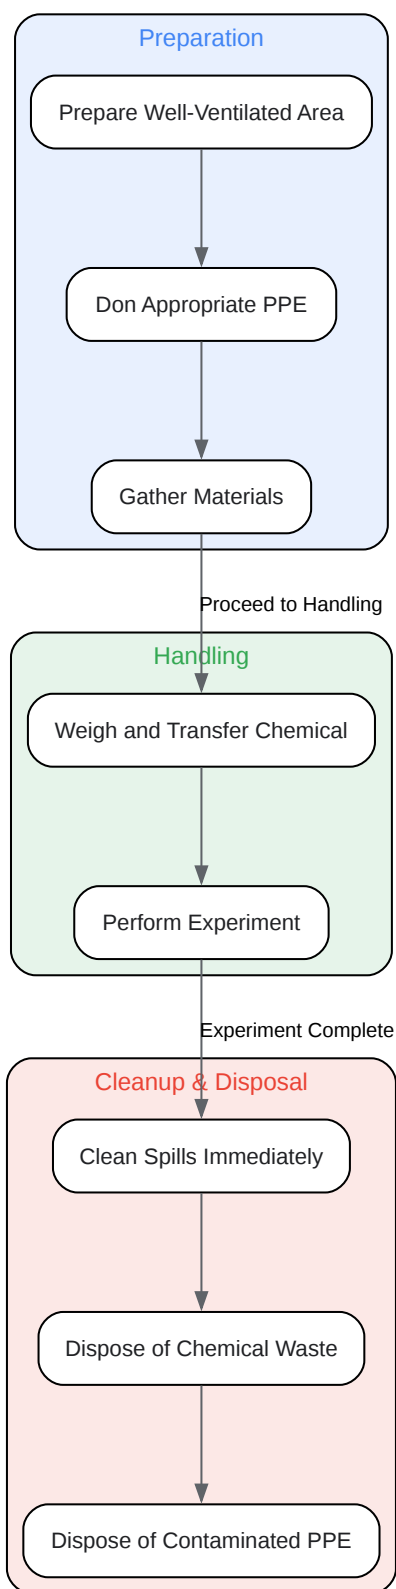 Preparation
Prepare Well-Ventilated Area
Don Appropriate PPE
Gather Materials
Proceed to Handling
Handling
Weigh and Transfer Chemical
Perform Experiment
Experiment Complete
Cleanup & Disposal
Clean Spills Immediately
Dispose of Chemical Waste
Dispose of Contaminated PPE